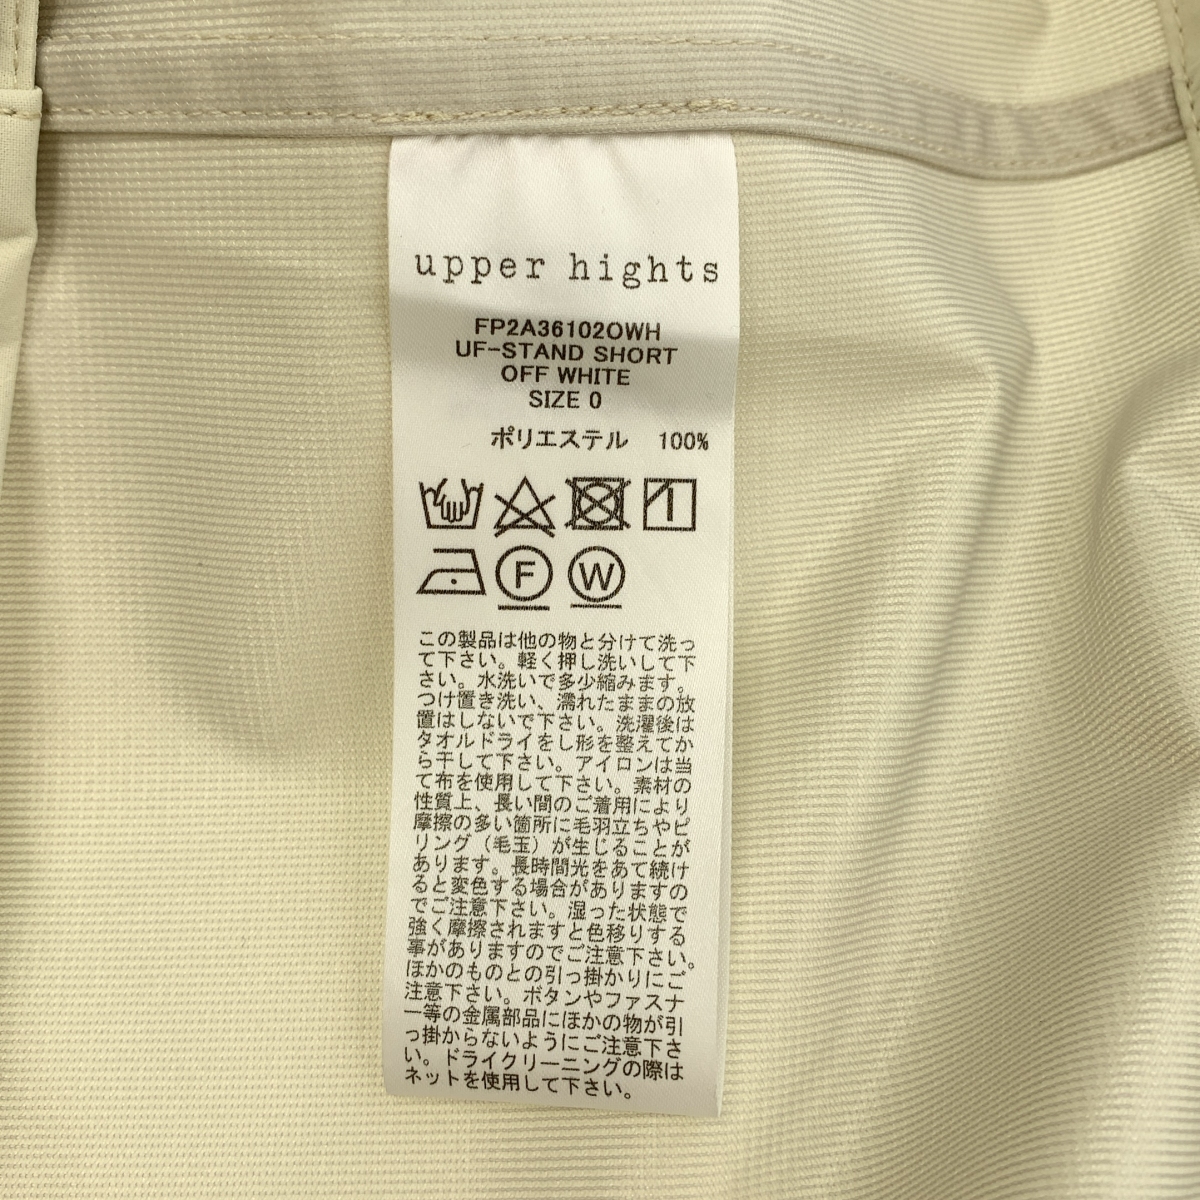 upper hights
FP2A36102OWH
UF-STAND SHORT
OFF WHITE
SIZE 0
ポリエステル 100%
F W
この製品は他の物と分けて洗っ
て下さい。軽く押し洗いして下
さい。水洗いで多少縮みます。
つけ置き洗い、濡れたままの放
置はしないで下さい。洗濯後は
タオルドライをし形を整えてか
ら干して下さい。アイロンは当
て布を使用して下さい。素材の
性質上、長い間のご着用により
摩擦の多い箇所に毛羽立ちやピ
リング（毛玉）が生じることが
あります。長時間光をあて続け
ると変色する場合がありますの
でご注意下さい。湿った状態で
強く摩擦されますと色移りする
事がありますのでご注意下さい。
ほかのものとの引っ掛かりにご
注意下さい。ボタンやファスナ
ー等の金属部品にほかの物が引
っ掛からないようにご注意下さ
い。ドライクリーニングの際は
ネットを使用して下さい。